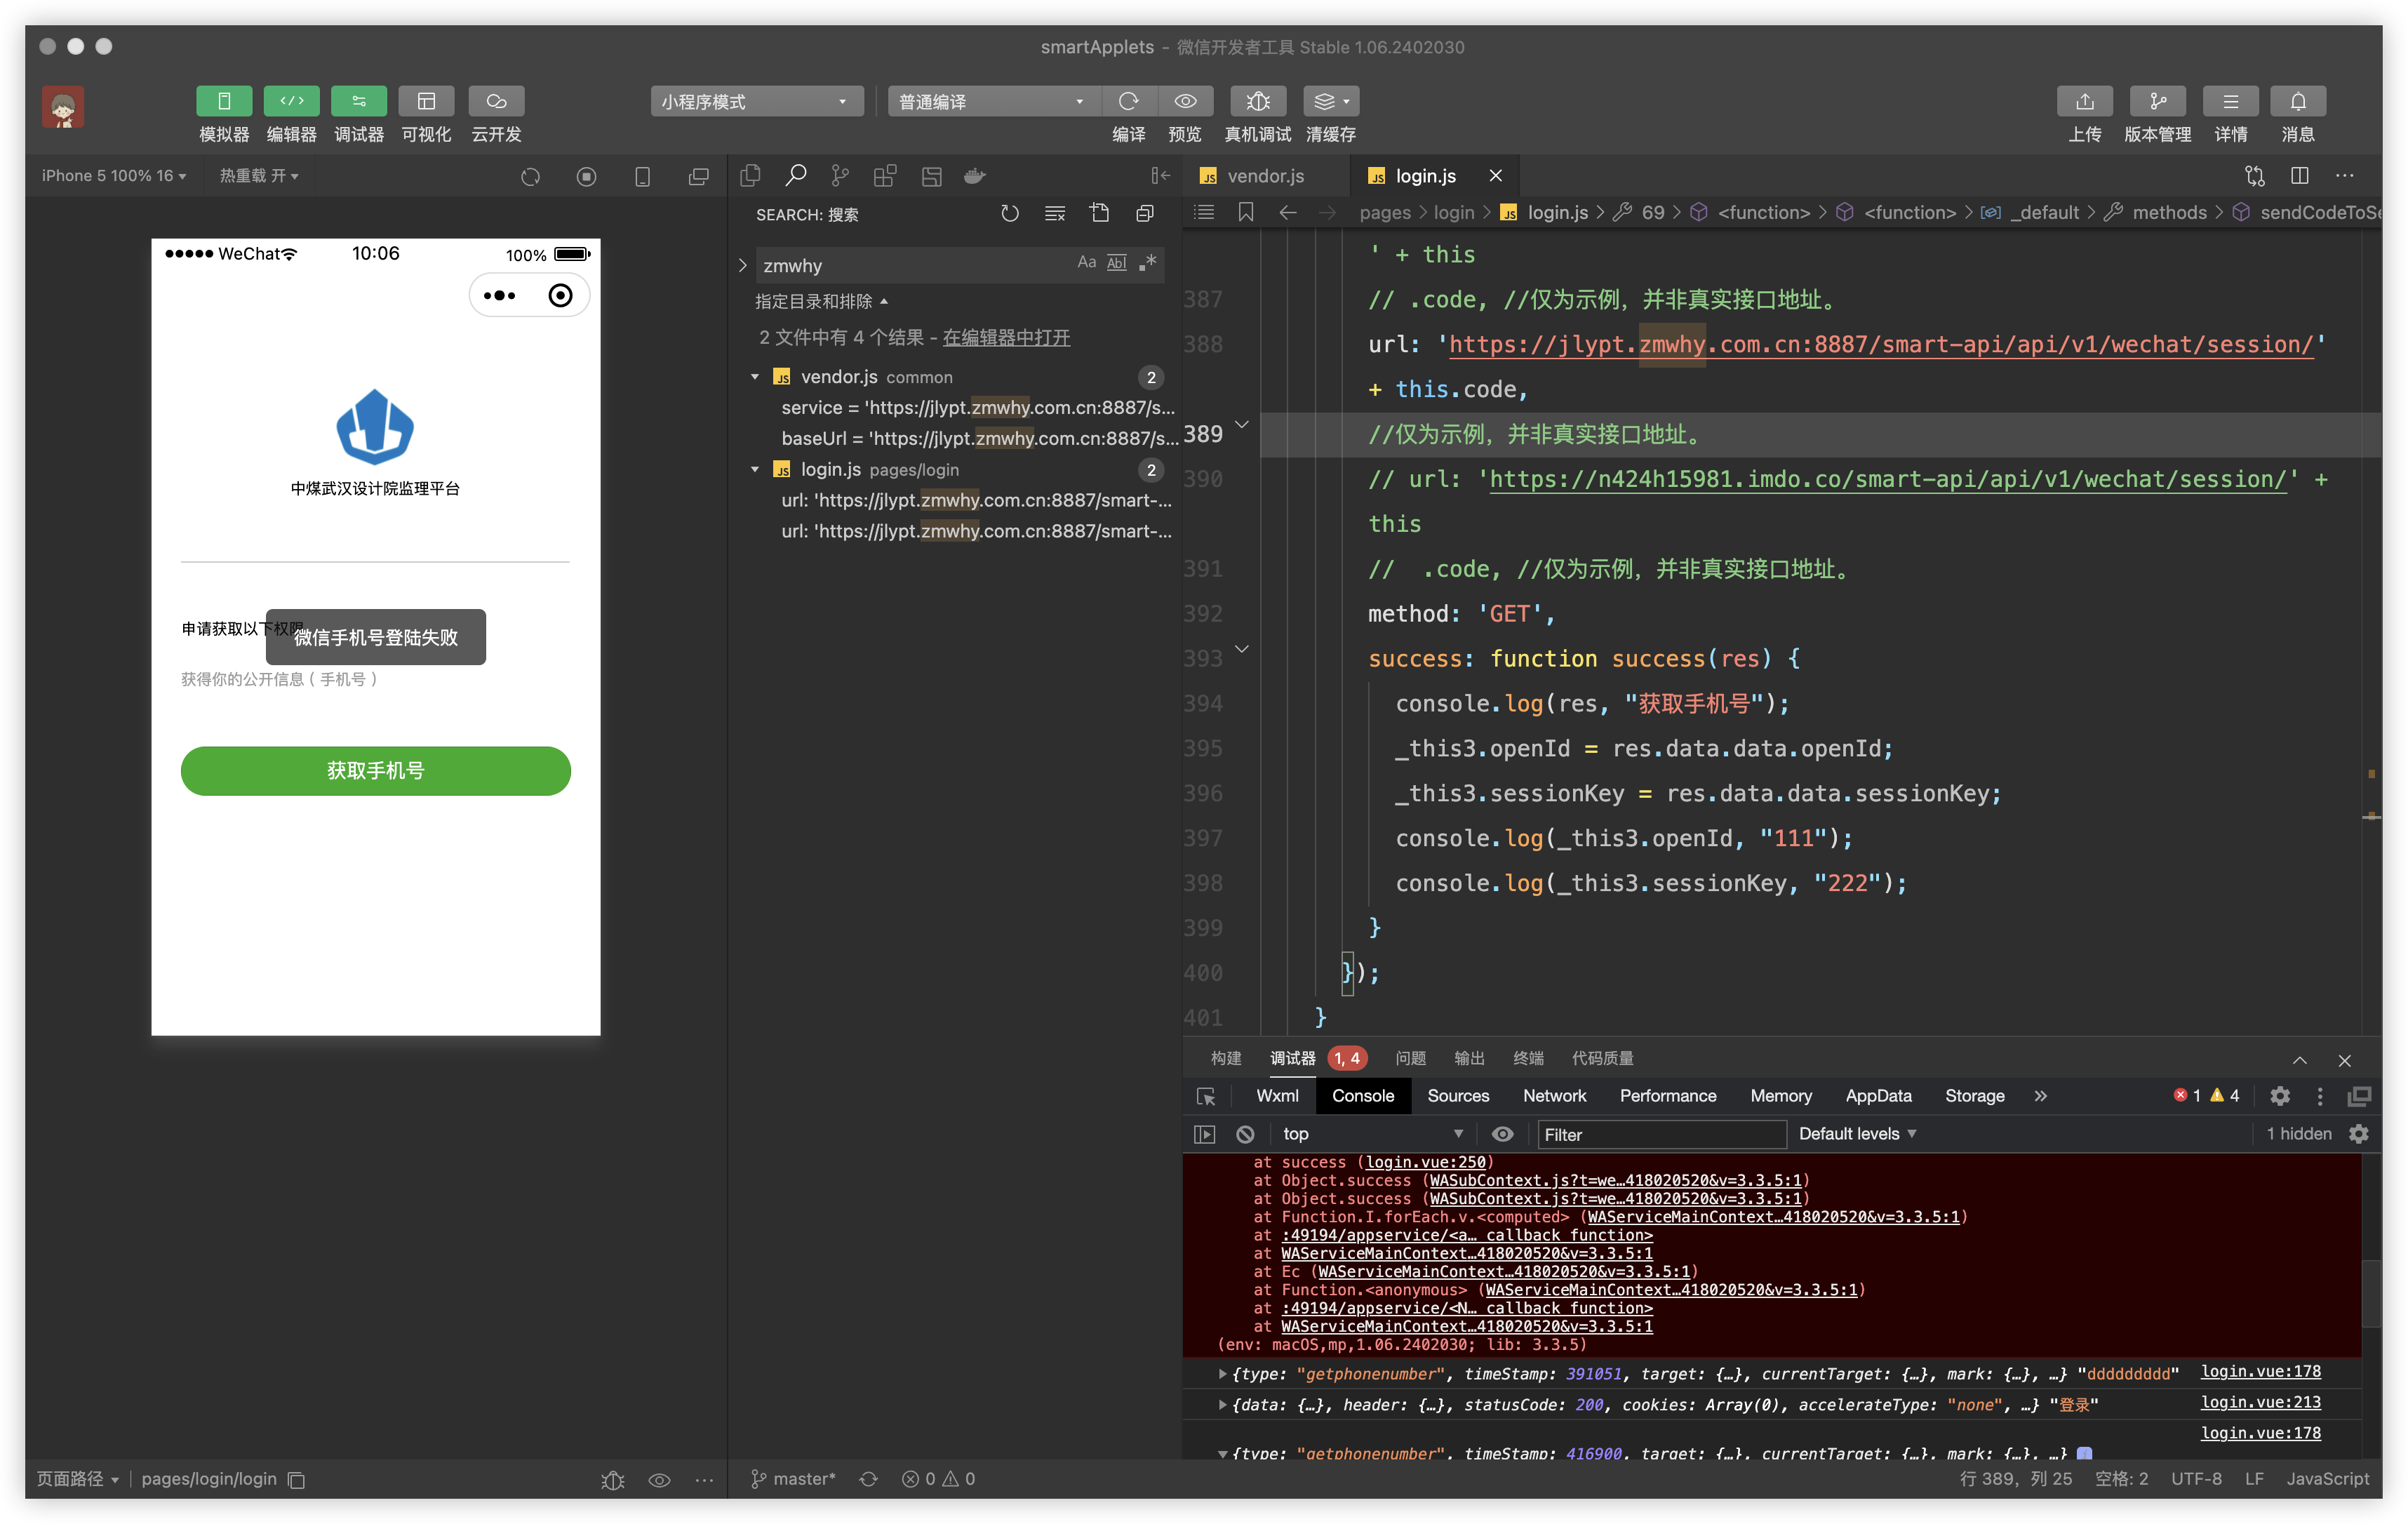 smartApplets - 微信开发者工具 Stable 1.06.2402030
模拟器 编辑器 调试器 可视化 云开发
小程序模式 普通编译
编译 预览 真机调试 清缓存
上传 版本管理 详情 消息
iPhone 5 100% 16 热重载 开
WeChat 10:06 100%
中煤武汉设计院监理平台
申请获取以下权限
微信手机号登陆失败
获得你的公开信息（手机号）
获取手机号
页面路径 pages/login/login
SEARCH: 搜索
zmwhy Aa Abl .*
指定目录和排除
2 文件中有 4 个结果 - 在编辑器中打开
JS vendor.js common 2
service = 'https://jlypt.zmwhy.com.cn:8887/s...
baseUrl = 'https://jlypt.zmwhy.com.cn:8887/s...
JS login.js pages/login 2
url: 'https://jlypt.zmwhy.com.cn:8887/smart-...
url: 'https://jlypt.zmwhy.com.cn:8887/smart-...
master* 0 0
JS vendor.js JS login.js
pages > login > JS login.js > 69 > <function> > <function> > _default > methods > sendCodeToSe
' + this
387 // .code, //仅为示例，并非真实接口地址。
388 url: 'https://jlypt.zmwhy.com.cn:8887/smart-api/api/v1/wechat/session/'
+ this.code,
389 //仅为示例，并非真实接口地址。
390 // url: 'https://n424h15981.imdo.co/smart-api/api/v1/wechat/session/' +
this
391 //  .code, //仅为示例，并非真实接口地址。
392 method: 'GET',
393 success: function success(res) {
394 console.log(res, "获取手机号");
395 _this3.openId = res.data.data.openId;
396 _this3.sessionKey = res.data.data.sessionKey;
397 console.log(_this3.openId, "111");
398 console.log(_this3.sessionKey, "222");
399 }
400 });
401 }
构建 调试器 1, 4 问题 输出 终端 代码质量
Wxml Console Sources Network Performance Memory AppData Storage » 1 4
top Filter Default levels 1 hidden
at success (login.vue:250)
at Object.success (WASubContext.js?t=we…418020520&v=3.3.5:1)
at Object.success (WASubContext.js?t=we…418020520&v=3.3.5:1)
at Function.I.forEach.v.<computed> (WAServiceMainContext…418020520&v=3.3.5:1)
at :49194/appservice/<a… callback function>
at WAServiceMainContext…418020520&v=3.3.5:1
at Ec (WAServiceMainContext…418020520&v=3.3.5:1)
at Function.<anonymous> (WAServiceMainContext…418020520&v=3.3.5:1)
at :49194/appservice/<N… callback function>
at WAServiceMainContext…418020520&v=3.3.5:1
(env: macOS,mp,1.06.2402030; lib: 3.3.5)
{type: "getphonenumber", timeStamp: 391051, target: {…}, currentTarget: {…}, mark: {…}, …} "ddddddddd" login.vue:178
{data: {…}, header: {…}, statusCode: 200, cookies: Array(0), accelerateType: "none", …} "登录" login.vue:213
login.vue:178
{type: "getphonenumber", timeStamp: 416900, target: {…}, currentTarget: {…}, mark: {…}, …}
行 389，列 25 空格: 2 UTF-8 LF JavaScript